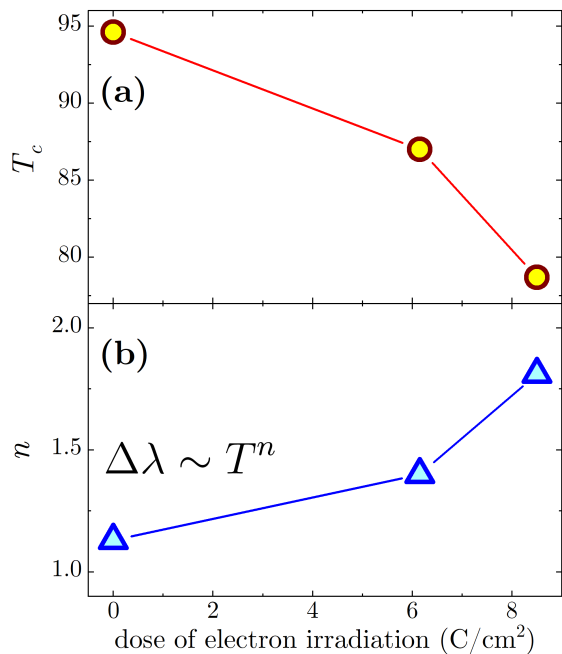 95
(a)
90
T_c
85
80
2.0
(b)
n
1.5
Δλ ∼ T^n
1.0
0 2 4 6 8
dose of electron irradiation (C/cm²)